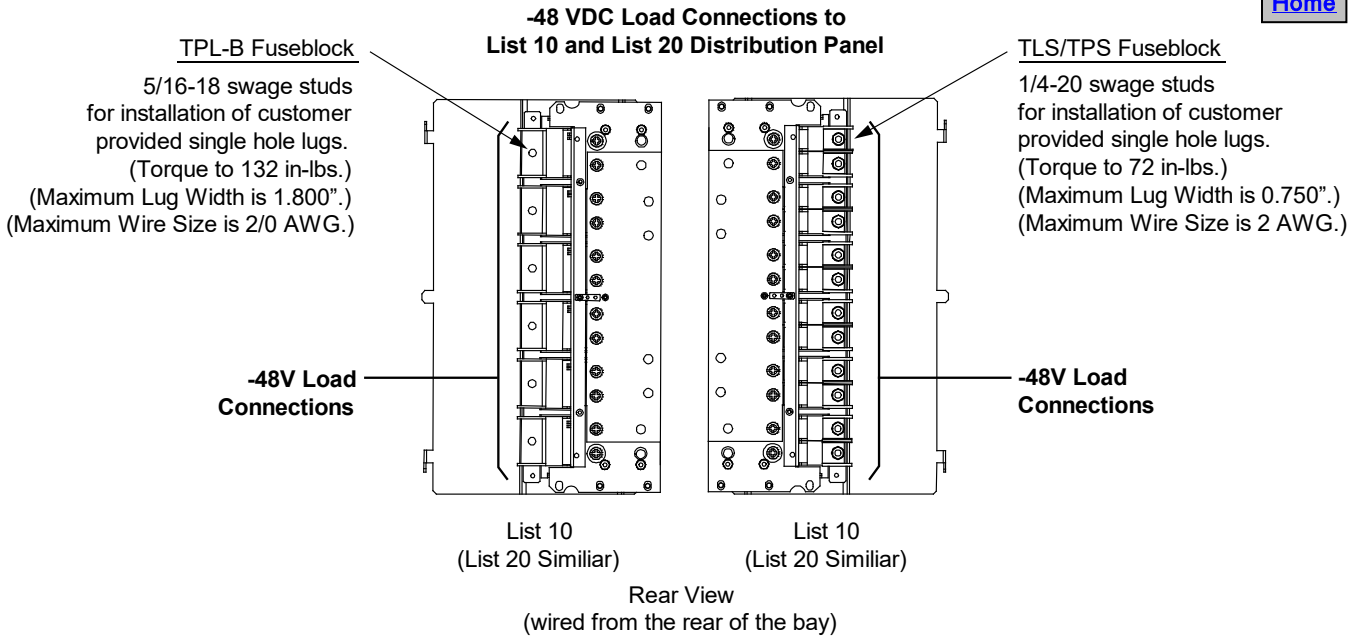 Home
-48 VDC Load Connections to
List 10 and List 20 Distribution Panel
TPL-B Fuseblock
5/16-18 swage studs
for installation of customer
provided single hole lugs.
(Torque to 132 in-lbs.)
(Maximum Lug Width is 1.800”.)
(Maximum Wire Size is 2/0 AWG.)
TLS/TPS Fuseblock
1/4-20 swage studs
for installation of customer
provided single hole lugs.
(Torque to 72 in-lbs.)
(Maximum Lug Width is 0.750”.)
(Maximum Wire Size is 2 AWG.)
-48V Load
Connections
-48V Load
Connections
List 10
(List 20 Similiar)
List 10
(List 20 Similiar)
Rear View
(wired from the rear of the bay)